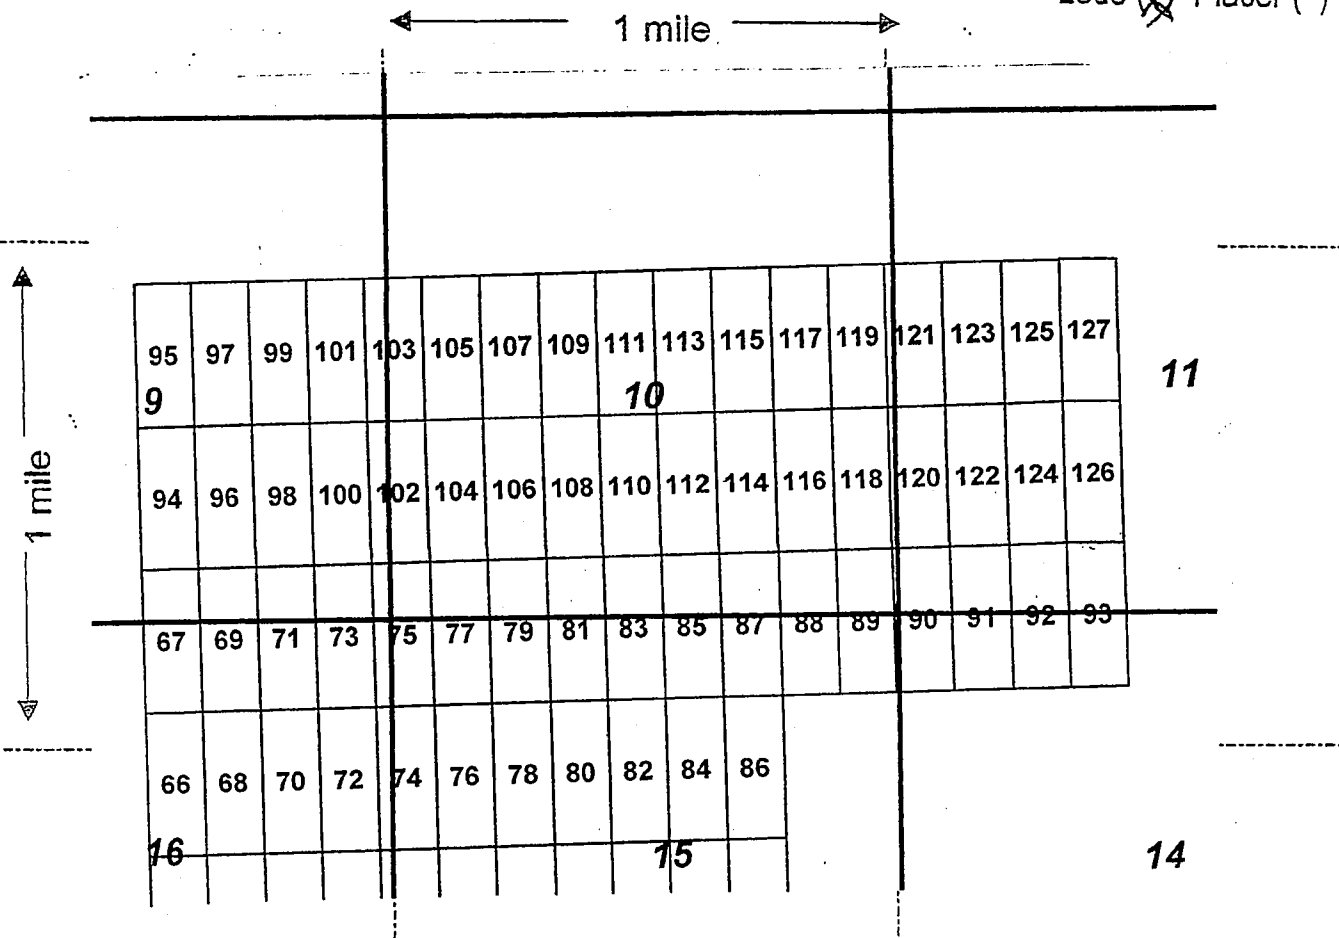 Lode (X) Placer ( )
1 mile
95 97 99 101 103 105 107 109 111 113 115 117 119 121 123 125 127
9 10 11
1 mile
94 96 98 100 102 104 106 108 110 112 114 116 118 120 122 124 126
67 69 71 73 75 77 79 81 83 85 87 88 89 90 91 92 93
66 68 70 72 74 76 78 80 82 84 86
16 15 14